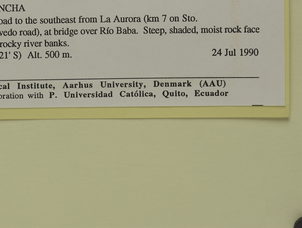 NCHA
oad to the southeast from La Aurora (km 7 on Sto.
vedo road), at bridge over Río Baba. Steep, shaded, moist rock face
rocky river banks.
21' S) Alt. 500 m. 24 Jul 1990
cal Institute, Aarhus University, Denmark (AAU)
oration with P. Universidad Católica, Quito, Ecuador